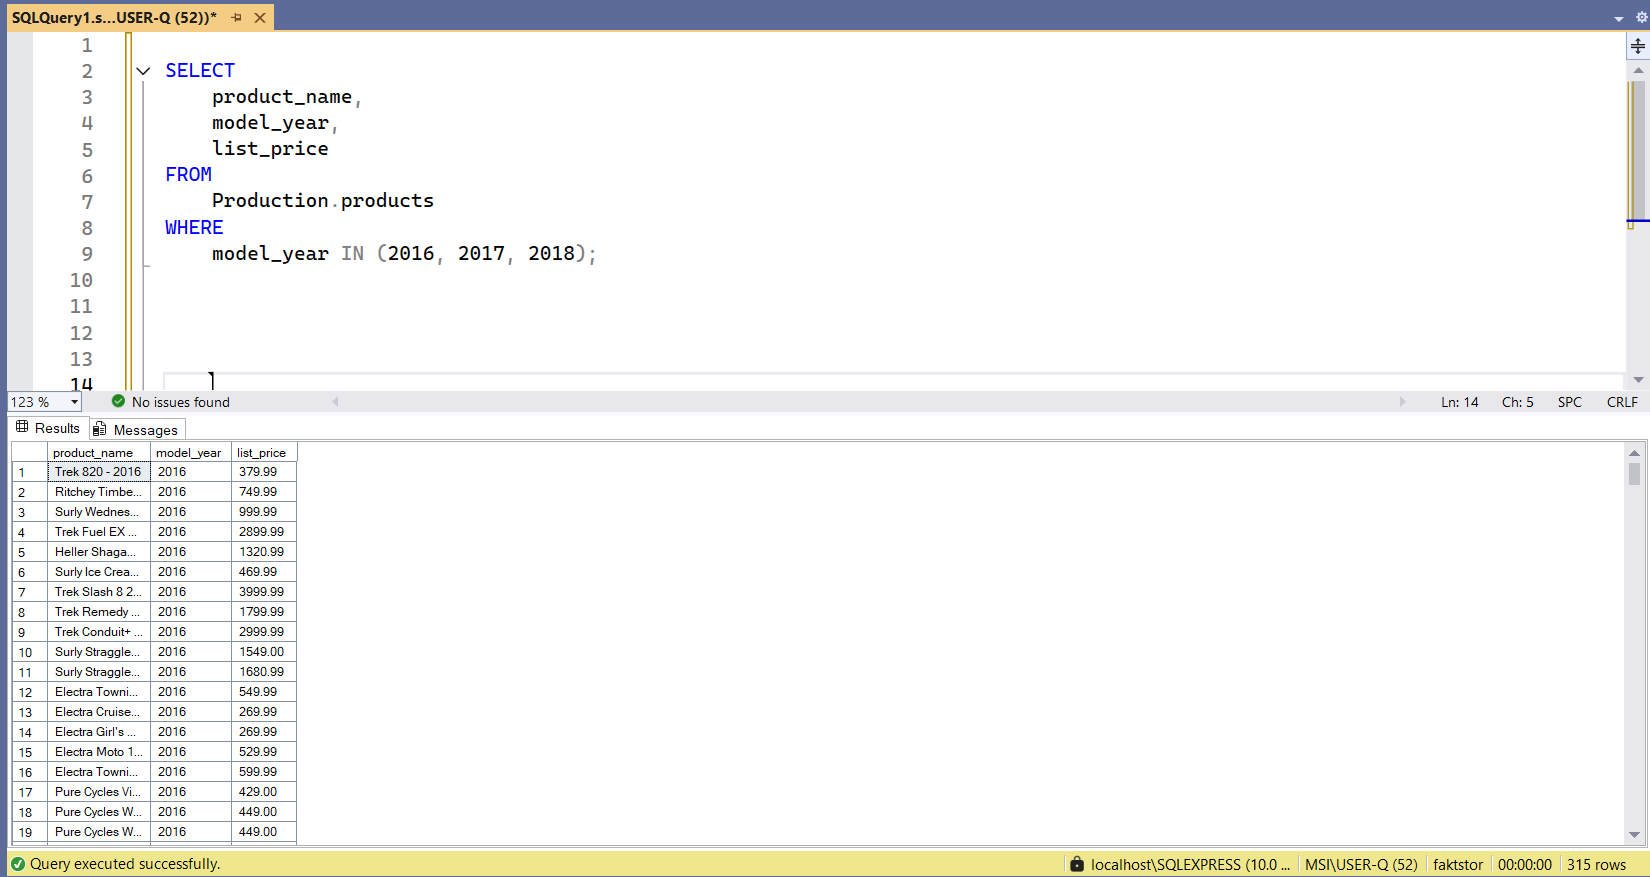 SQLQuery1.s...USER-Q (52))*
1
2 SELECT
3 product_name,
4 model_year,
5 list_price
6 FROM
7 Production.products
8 WHERE
9 model_year IN (2016, 2017, 2018);
10
11
12
13
14
123 % No issues found Ln: 14 Ch: 5 SPC CRLF
Results Messages
product_name model_year list_price
1 Trek 820 - 2016 2016 379.99
2 Ritchey Timbe... 2016 749.99
3 Surly Wednes... 2016 999.99
4 Trek Fuel EX ... 2016 2899.99
5 Heller Shaga... 2016 1320.99
6 Surly Ice Crea... 2016 469.99
7 Trek Slash 8 2... 2016 3999.99
8 Trek Remedy ... 2016 1799.99
9 Trek Conduit+ ... 2016 2999.99
10 Surly Straggle... 2016 1549.00
11 Surly Straggle... 2016 1680.99
12 Electra Towni... 2016 549.99
13 Electra Cruise... 2016 269.99
14 Electra Girl's ... 2016 269.99
15 Electra Moto 1... 2016 529.99
16 Electra Towni... 2016 599.99
17 Pure Cycles Vi... 2016 429.00
18 Pure Cycles W... 2016 449.00
19 Pure Cycles W... 2016 449.00
Query executed successfully. localhost\SQLEXPRESS (10.0 ... MSI\USER-Q (52) faktstor 00:00:00 315 rows